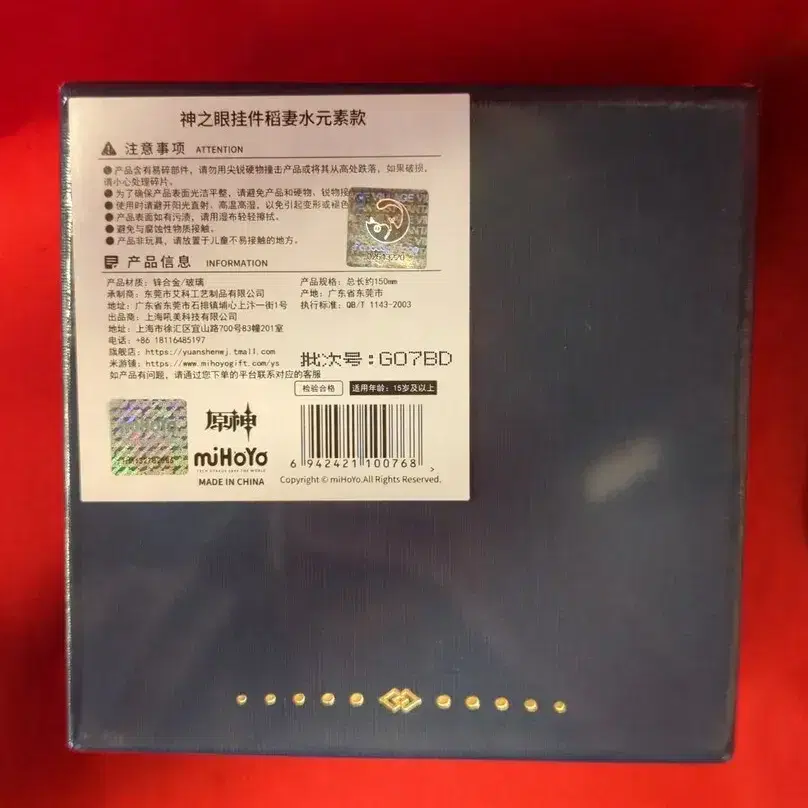 神之眼挂件稻妻水元素款
注意事项 ATTENTION
●产品含有易碎部件，请勿用尖锐硬物撞击产品或将其从高处跌落，如果破损，
请小心处理碎片。
●为了确保产品表面光洁平整，请避免产品和硬物、锐物接
●使用时请避开阳光直射、高温高湿，以免引起变形或褪色
●产品表面如有污渍，请用湿布轻轻擦拭。
●避免与腐蚀性物质接触。
●产品非玩具，请放置于儿童不易接触的地方。
产品信息 INFORMATION
产品材质：锌合金/玻璃 产品规格：总长约150mm
承制商：东莞市艾科工艺制品有限公司 产地：广东省东莞市
地址：广东省东莞市石排镇埔心上汴一街1号 执行标准：QB/T 1143-2003
出品商：上海吼美科技有限公司
地址：上海市徐汇区宜山路700号83幢201室
电话：+86 18116485197
旗舰店：https://yuanshenwj.tmall.com
米游铺：https://www.mihoyogift.com/ys
批次号：G07BD
如产品有问题，请通过您下单的平台联系对应的客服
检验合格 适用年龄：15岁及以上
miHoYo
原神
miHoYo
TECH OTAKUS SAVE THE WORLD
MADE IN CHINA
6 942421 100768 >
Copyright © miHoYo.All Rights Reserved.